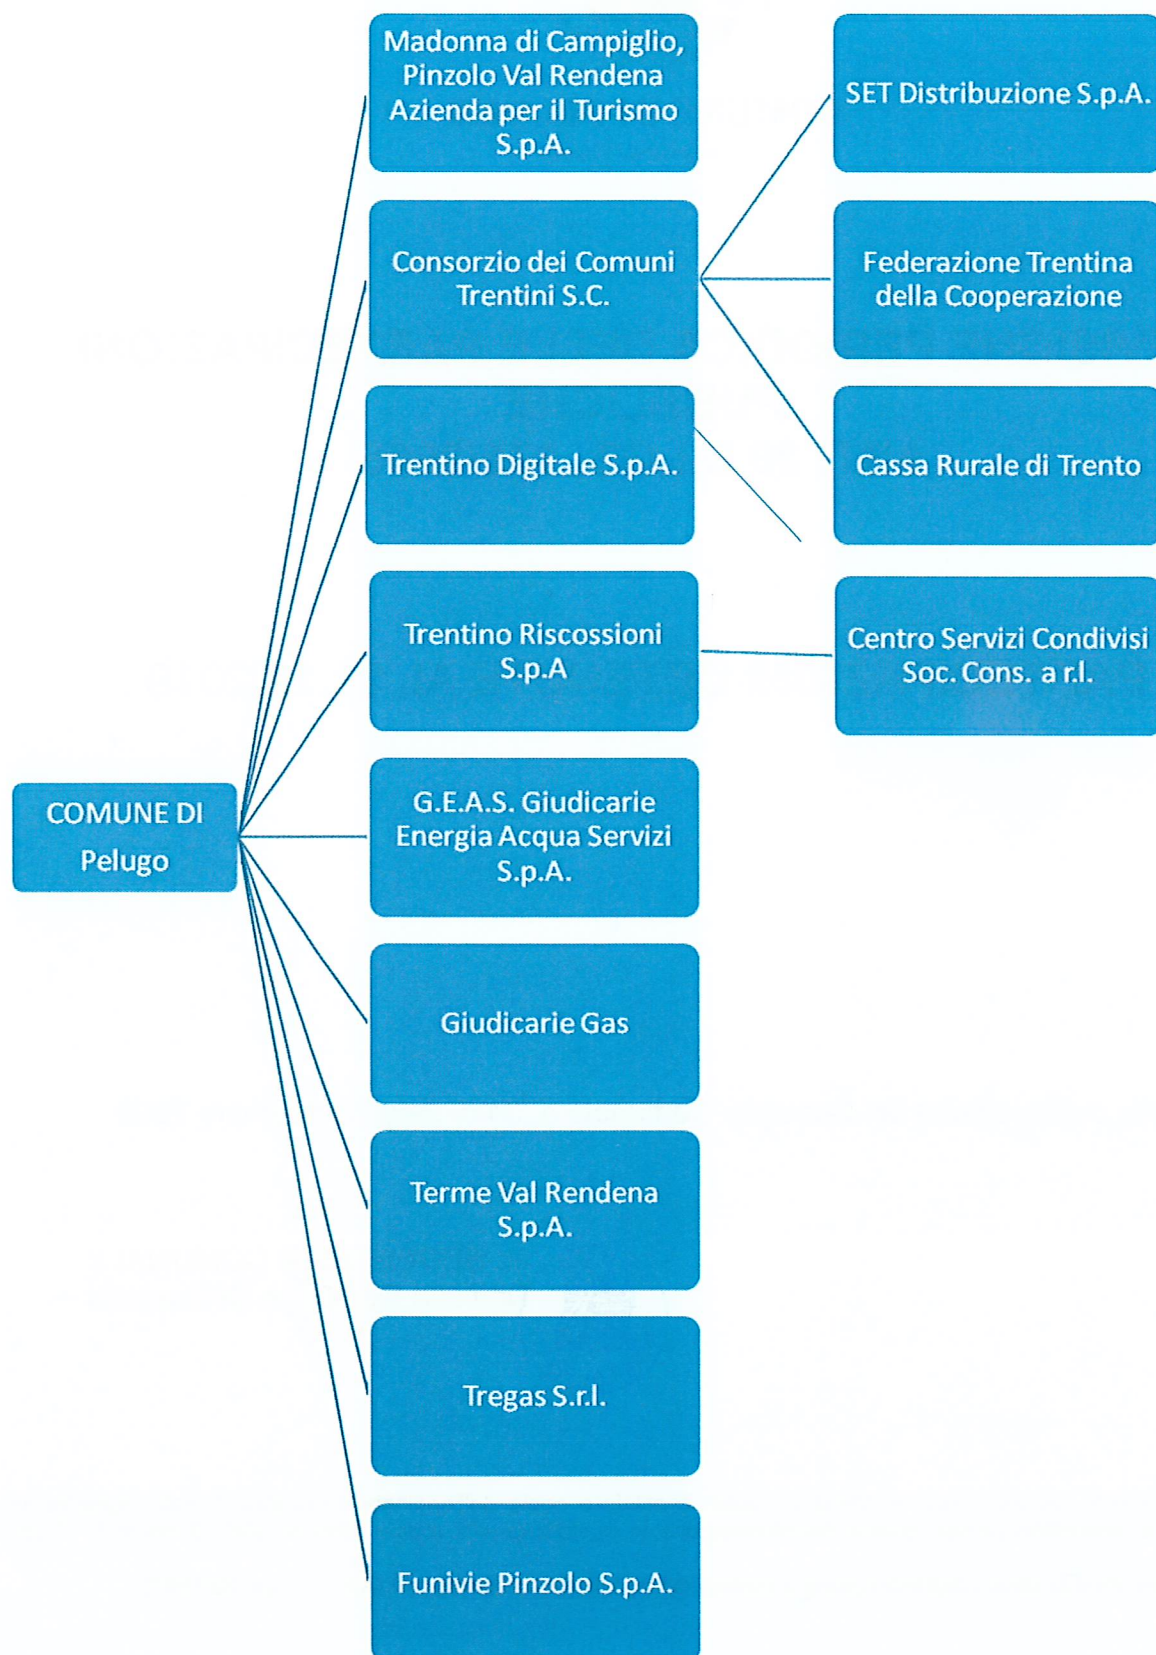 Madonna di Campiglio,
Pinzolo Val Rendena
Azienda per il Turismo
S.p.A.
SET Distribuzione S.p.A.
Consorzio dei Comuni
Trentini S.C.
Federazione Trentina
della Cooperazione
Trentino Digitale S.p.A.
Cassa Rurale di Trento
Trentino Riscossioni
S.p.A
Centro Servizi Condivisi
Soc. Cons. a r.l.
COMUNE DI
Pelugo
G.E.A.S. Giudicarie
Energia Acqua Servizi
S.p.A.
Giudicarie Gas
Terme Val Rendena
S.p.A.
Tregas S.r.l.
Funivie Pinzolo S.p.A.